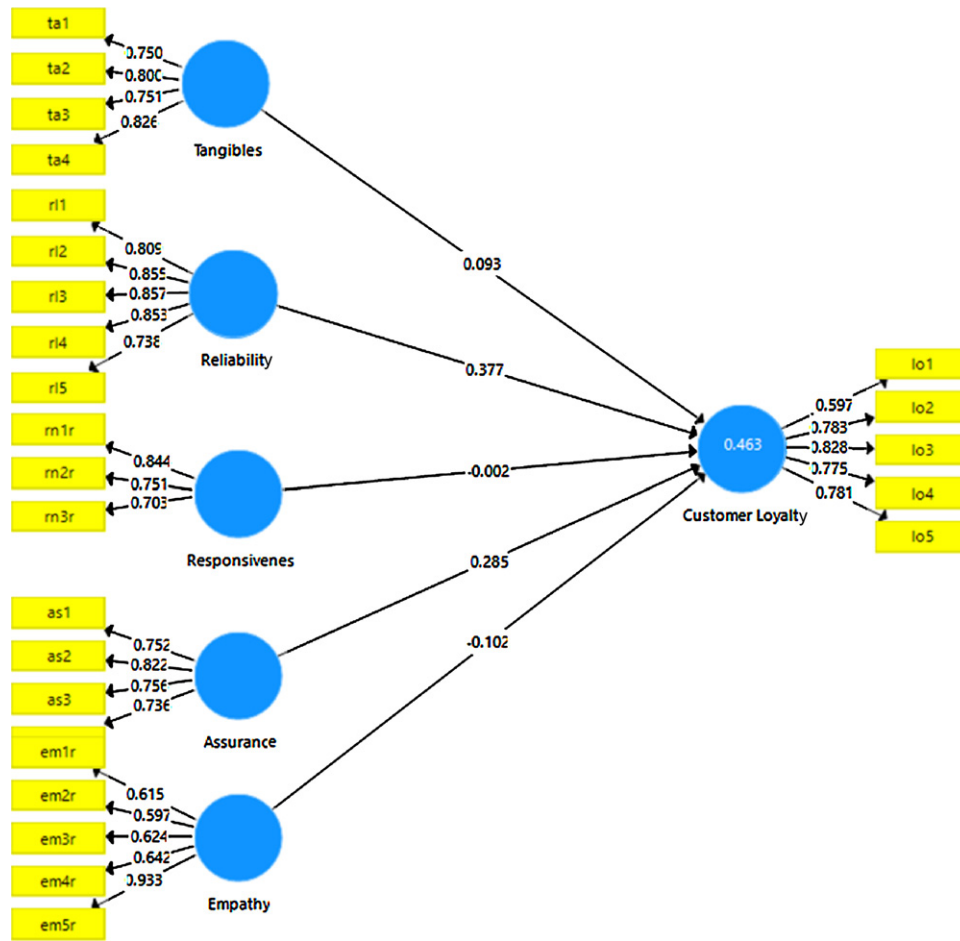 ta1
0.750
ta2
0.800
ta3
0.751
ta4
0.826
Tangibles
0.093
rl1
0.809
rl2
0.855
rl3
0.857
rl4
0.853
rl5
0.738
Reliability
0.377
rn1r
0.844
rn2r
0.751
rn3r
0.703
Responsivenes
-0.002
as1
0.752
as2
0.822
as3
0.756
0.736
Assurance
0.285
em1r
0.615
em2r
0.597
em3r
0.624
em4r
0.642
em5r
0.933
Empathy
-0.102
0.463
Customer Loyalty
lo1
0.597
lo2
0.783
lo3
0.828
lo4
0.775
lo5
0.781